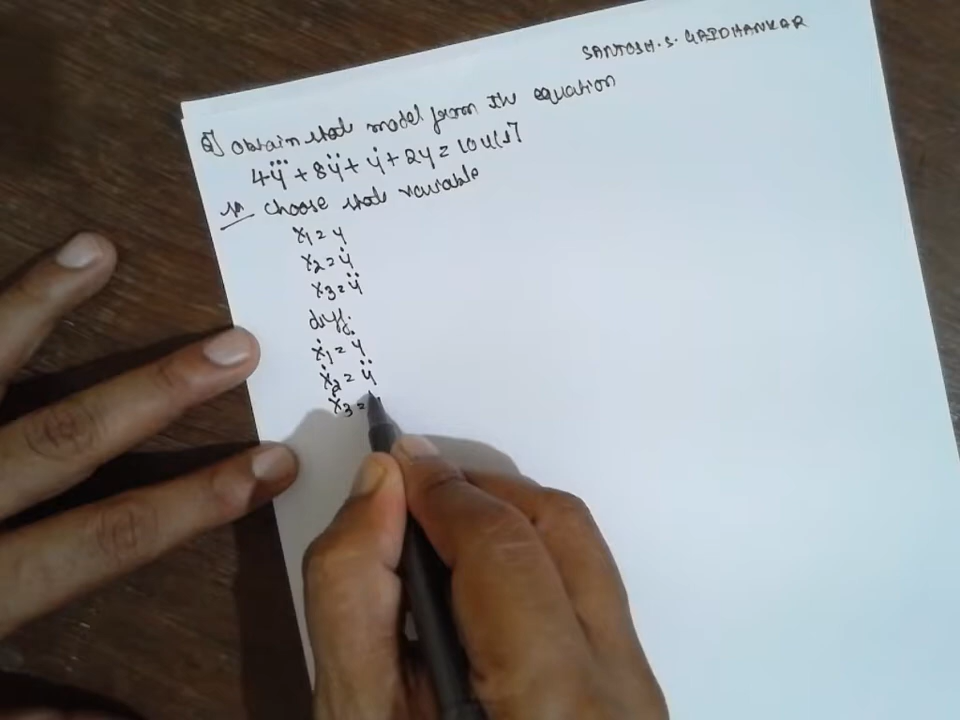 SANTOSH.S. GAIDHANKAR
Q] obtain state model from the equation
4y⃛ + 8ÿ + ẏ + 2y = 10u(t)
choose state variable
x₁ = y
x₂ = ẏ
x₃ = ÿ
diff.
ẋ₁ = ẏ
ẋ₂ = ÿ
ẋ₃ =